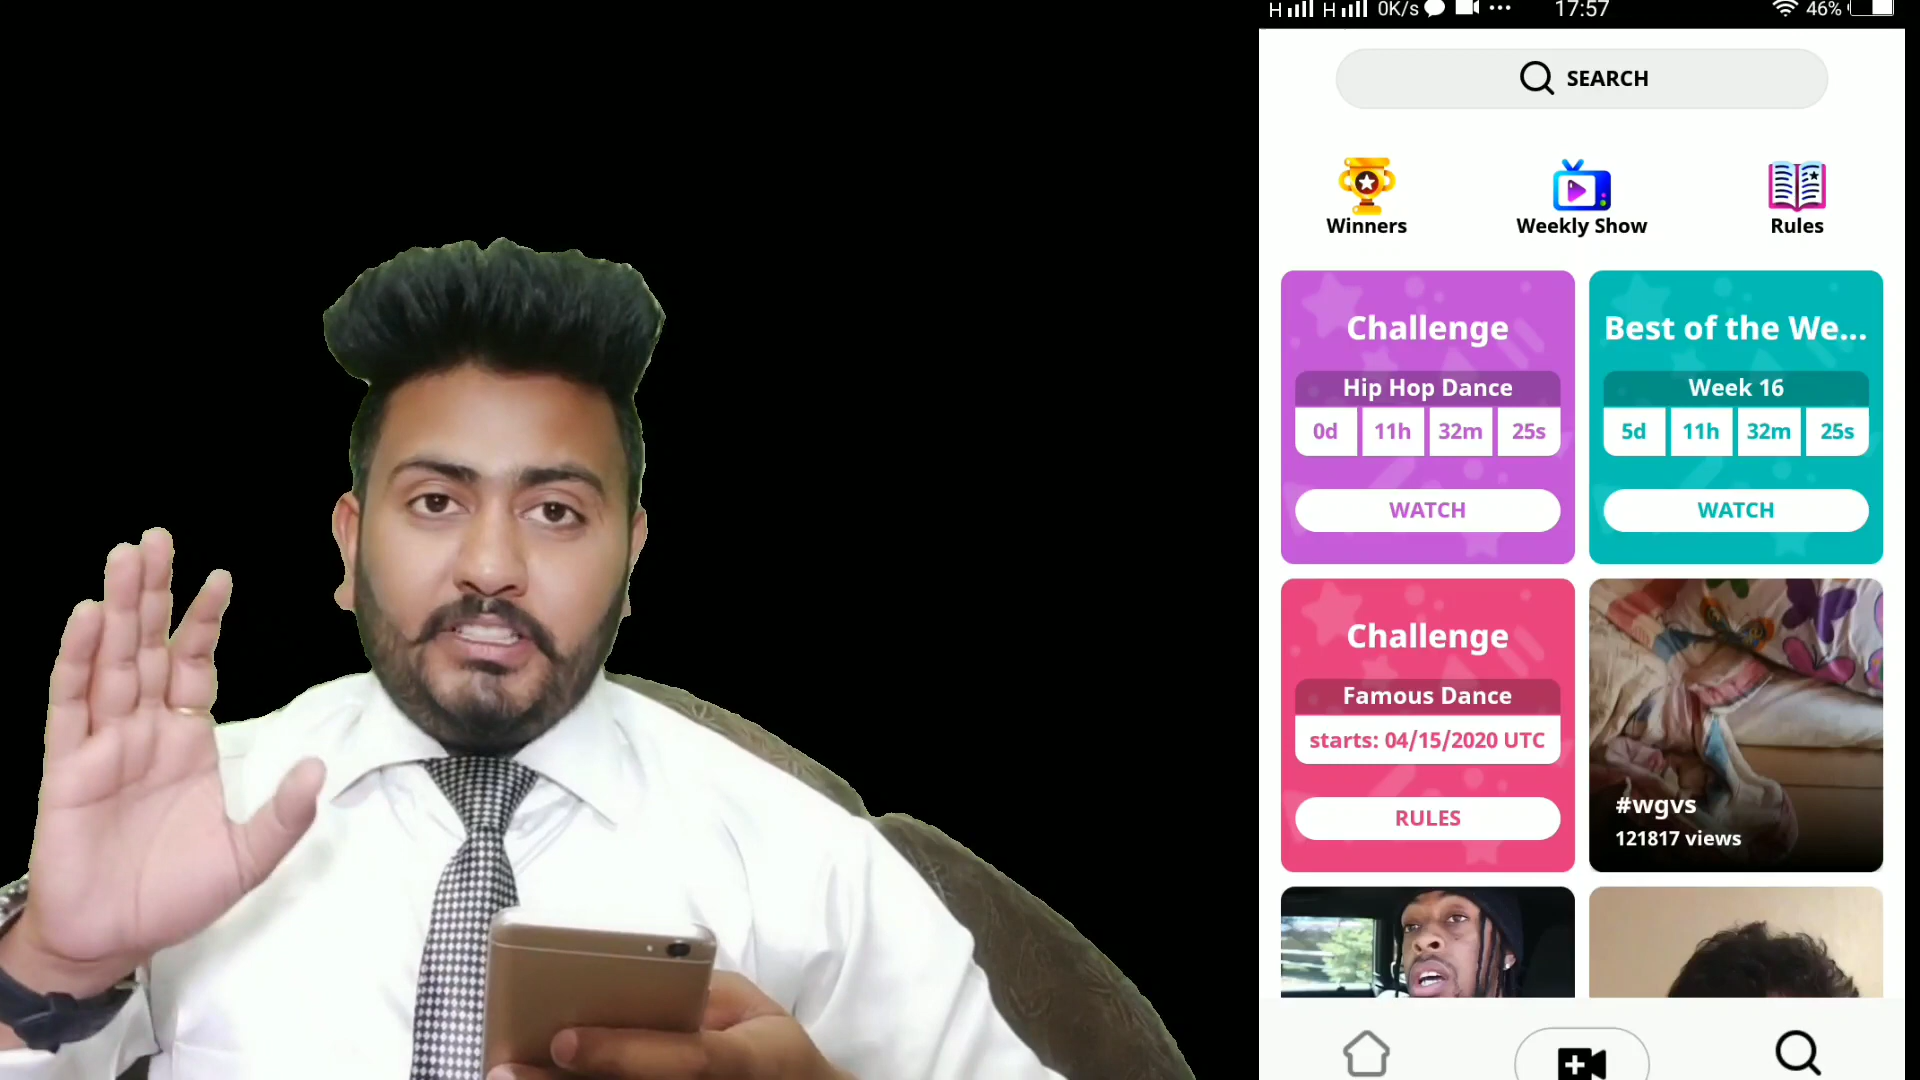 H H 0K/s 17:57 46%
SEARCH
Winners Weekly Show Rules
Challenge
Hip Hop Dance
0d 11h 32m 25s
WATCH
Best of the We...
Week 16
5d 11h 32m 25s
WATCH
Challenge
Famous Dance
starts: 04/15/2020 UTC
RULES
#wgvs
121817 views